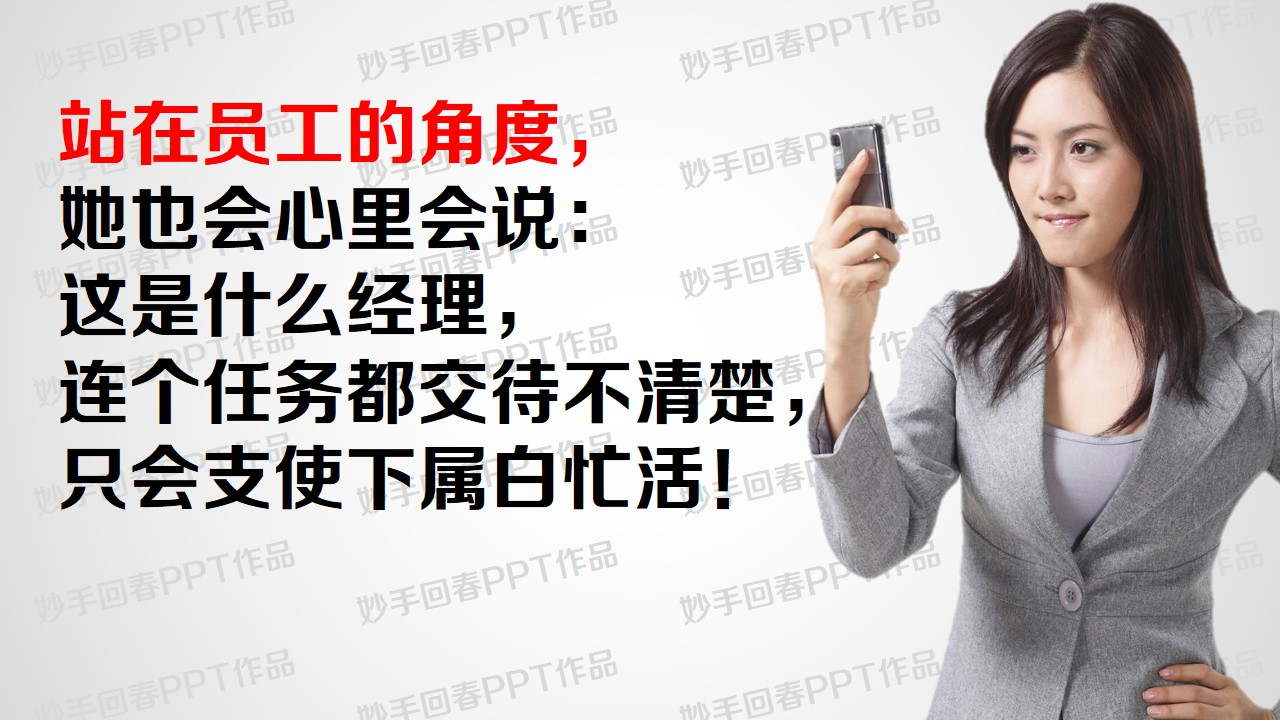 站在员工的角度，
她也会心里会说：
这是什么经理，
连个任务都交待不清楚，
只会支使下属白忙活！
妙手回春PPT作品